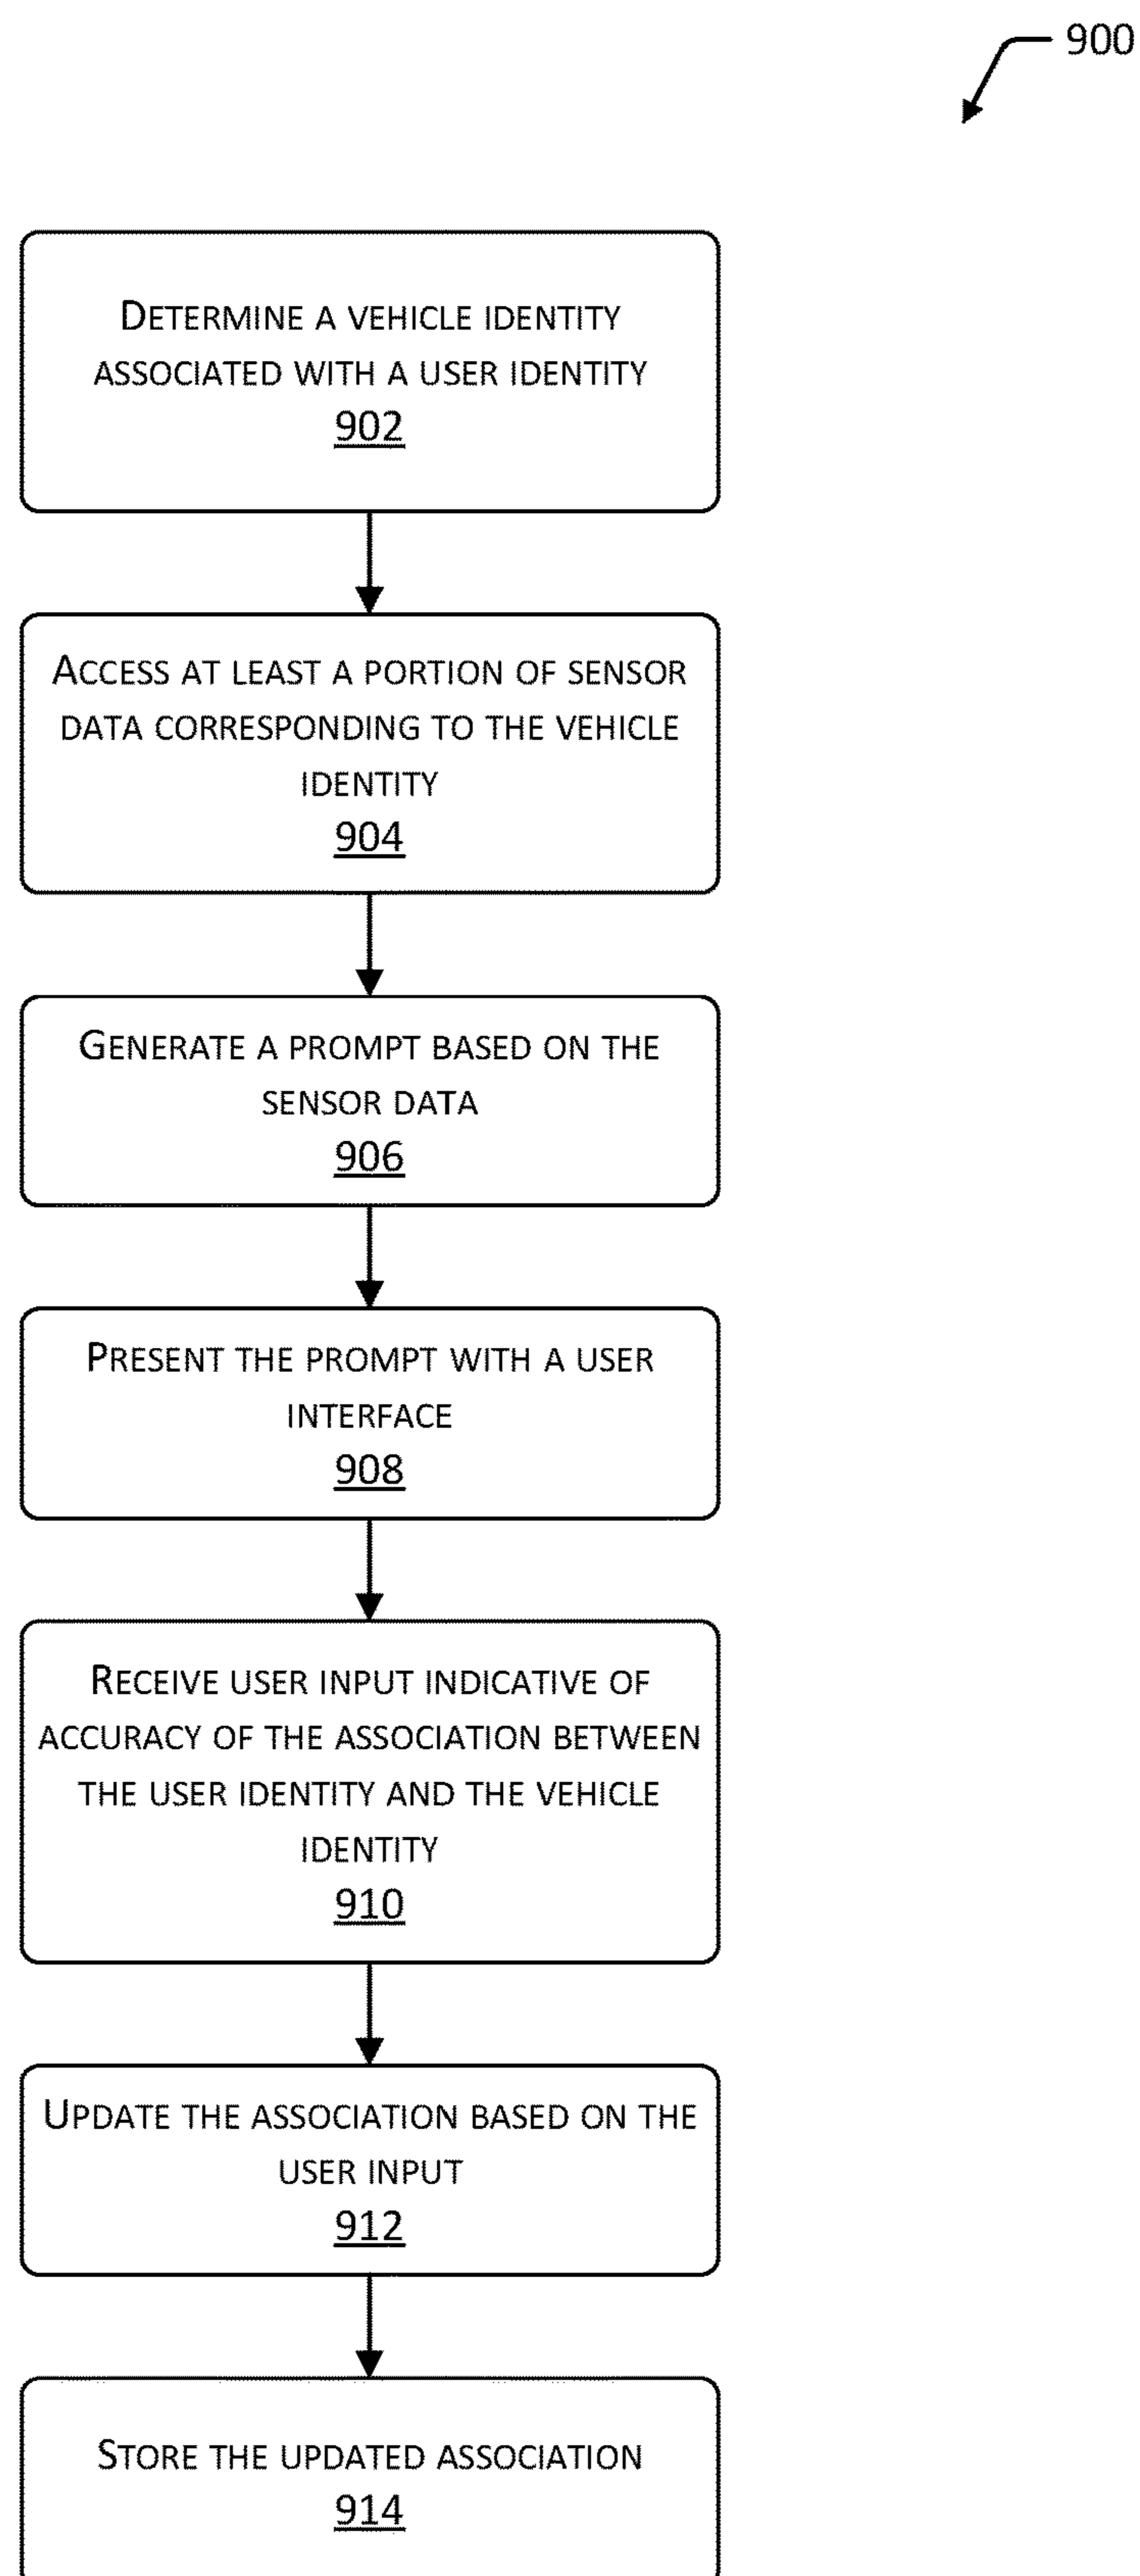 900
DETERMINE A VEHICLE IDENTITY
ASSOCIATED WITH A USER IDENTITY
902
ACCESS AT LEAST A PORTION OF SENSOR
DATA CORRESPONDING TO THE VEHICLE
IDENTITY
904
GENERATE A PROMPT BASED ON THE
SENSOR DATA
906
PRESENT THE PROMPT WITH A USER
INTERFACE
908
RECEIVE USER INPUT INDICATIVE OF
ACCURACY OF THE ASSOCIATION BETWEEN
THE USER IDENTITY AND THE VEHICLE
IDENTITY
910
UPDATE THE ASSOCIATION BASED ON THE
USER INPUT
912
STORE THE UPDATED ASSOCIATION
914